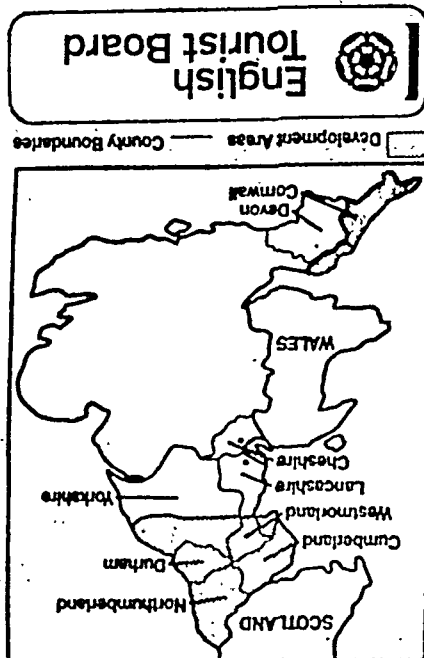 SCOTLAND
Northumberland
Cumberland
Durham
Westmorland
Lancashire
Yorkshire
Cheshire
WALES
Devon
Cornwall
Development Areas County Boundaries
English
Tourist Board